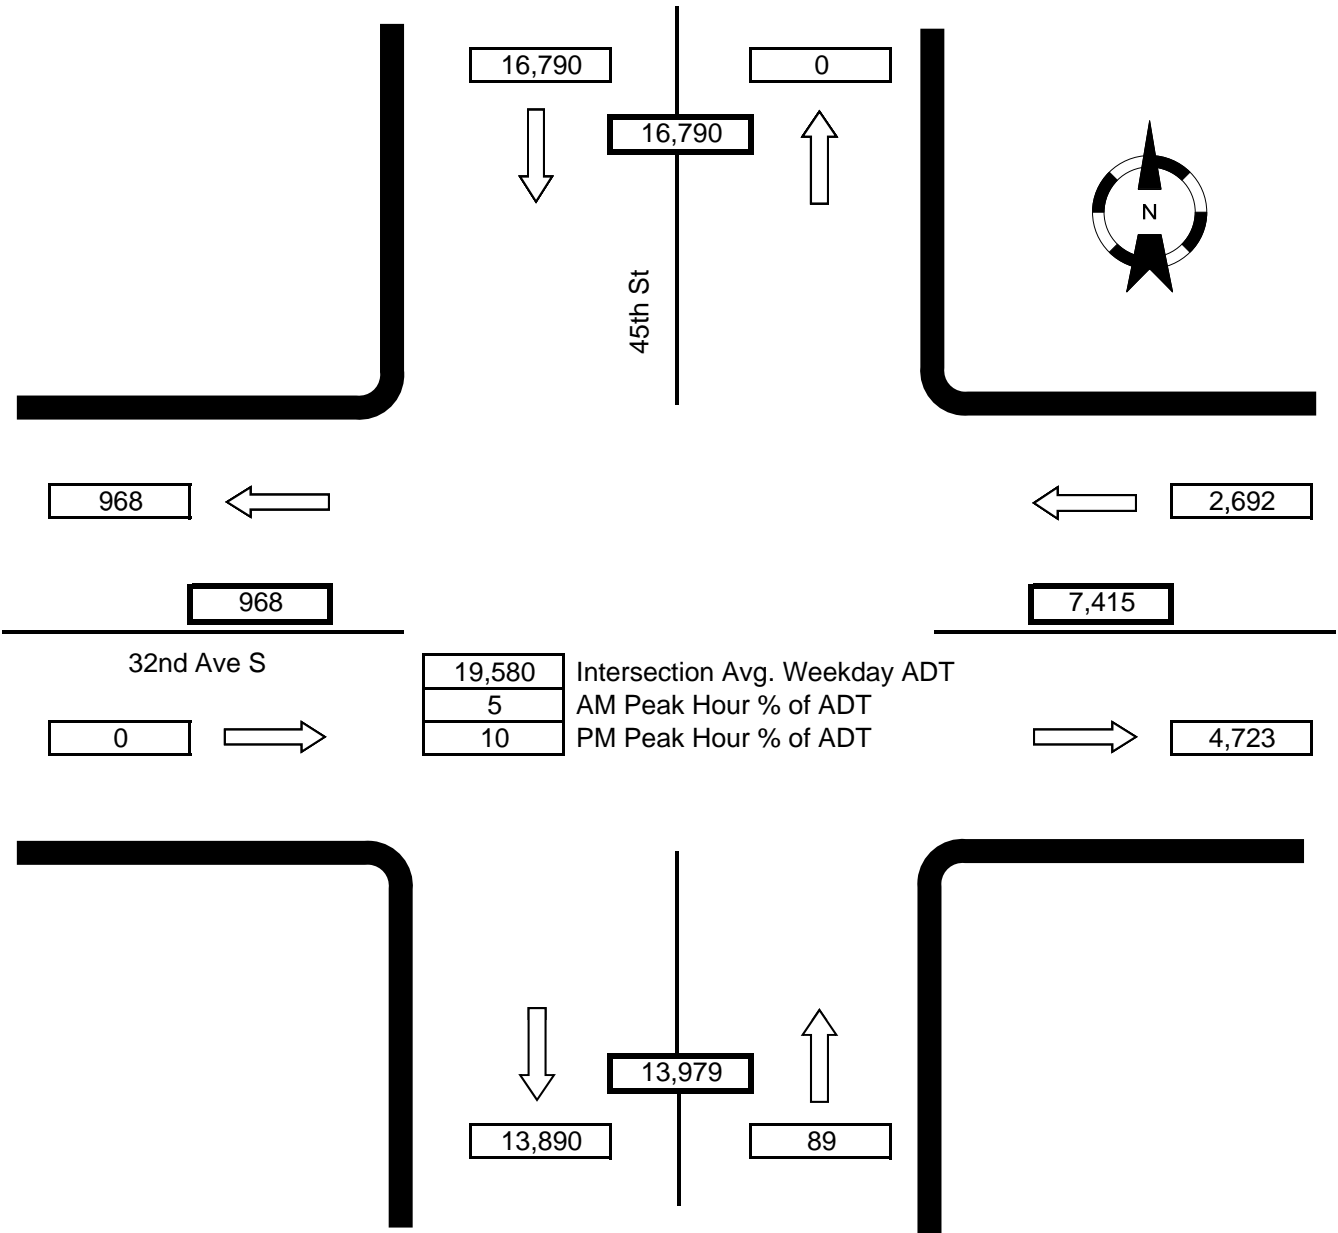 16,790 0
16,790
N
45th St
968 2,692
968 7,415
32nd Ave S
19,580 Intersection Avg. Weekday ADT
5 AM Peak Hour % of ADT
10 PM Peak Hour % of ADT
0 4,723
13,979
13,890 89